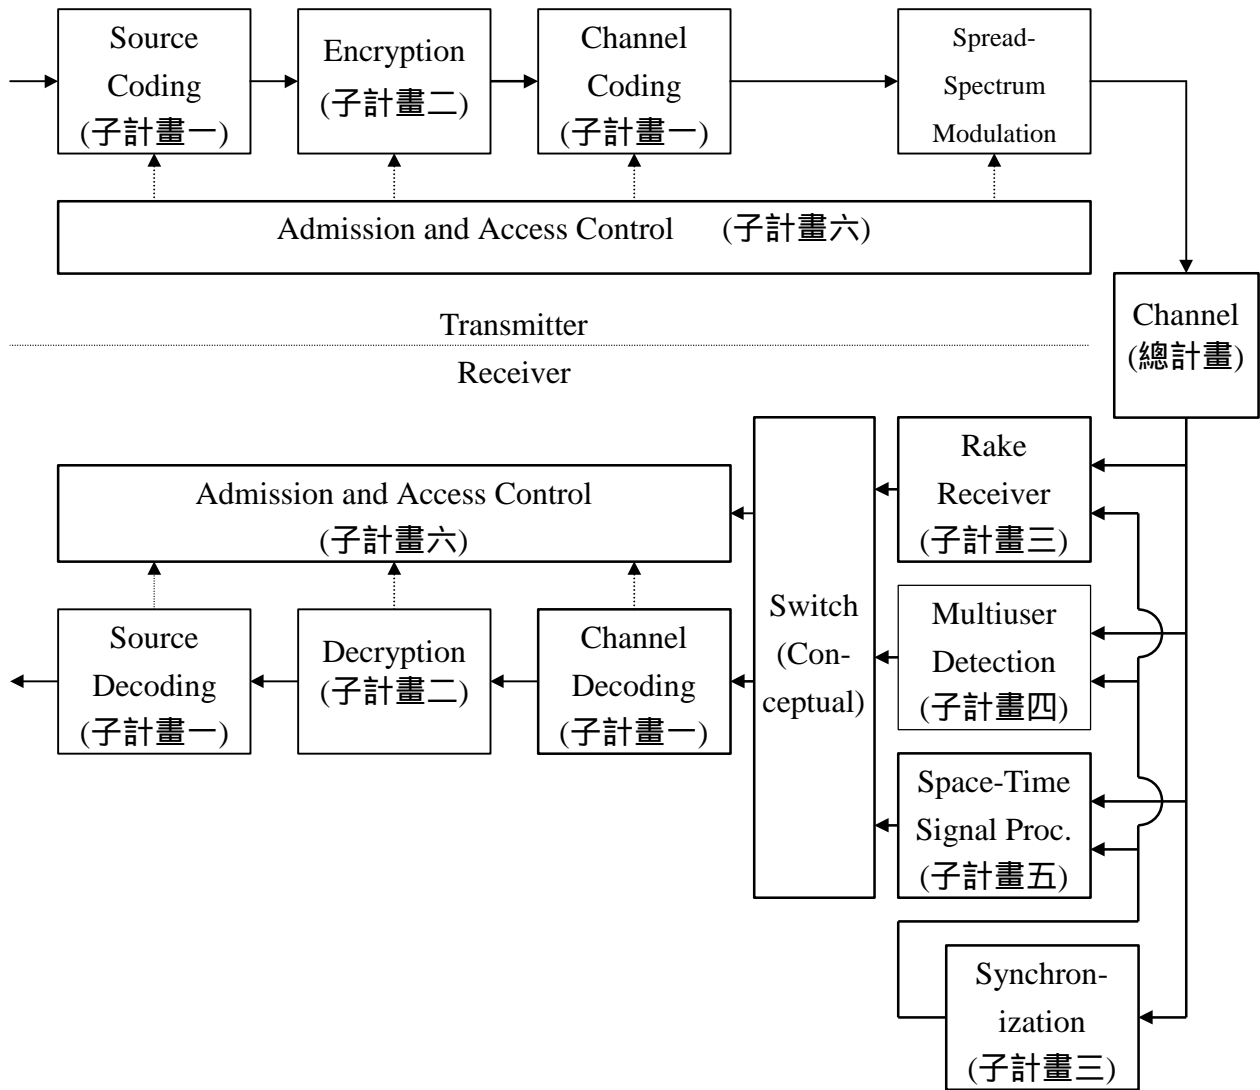 Source
Coding
(子計畫一)
Encryption
(子計畫二)
Channel
Coding
(子計畫一)
Spread-
Spectrum
Modulation
Admission and Access Control (子計畫六)
Transmitter
Channel
(總計畫)
Receiver
Admission and Access Control
(子計畫六)
Switch
(Con-
ceptual)
Rake
Receiver
(子計畫三)
Source
Decoding
(子計畫一)
Decryption
(子計畫二)
Channel
Decoding
(子計畫一)
Multiuser
Detection
(子計畫四)
Space-Time
Signal Proc.
(子計畫五)
Synchron-
ization
(子計畫三)